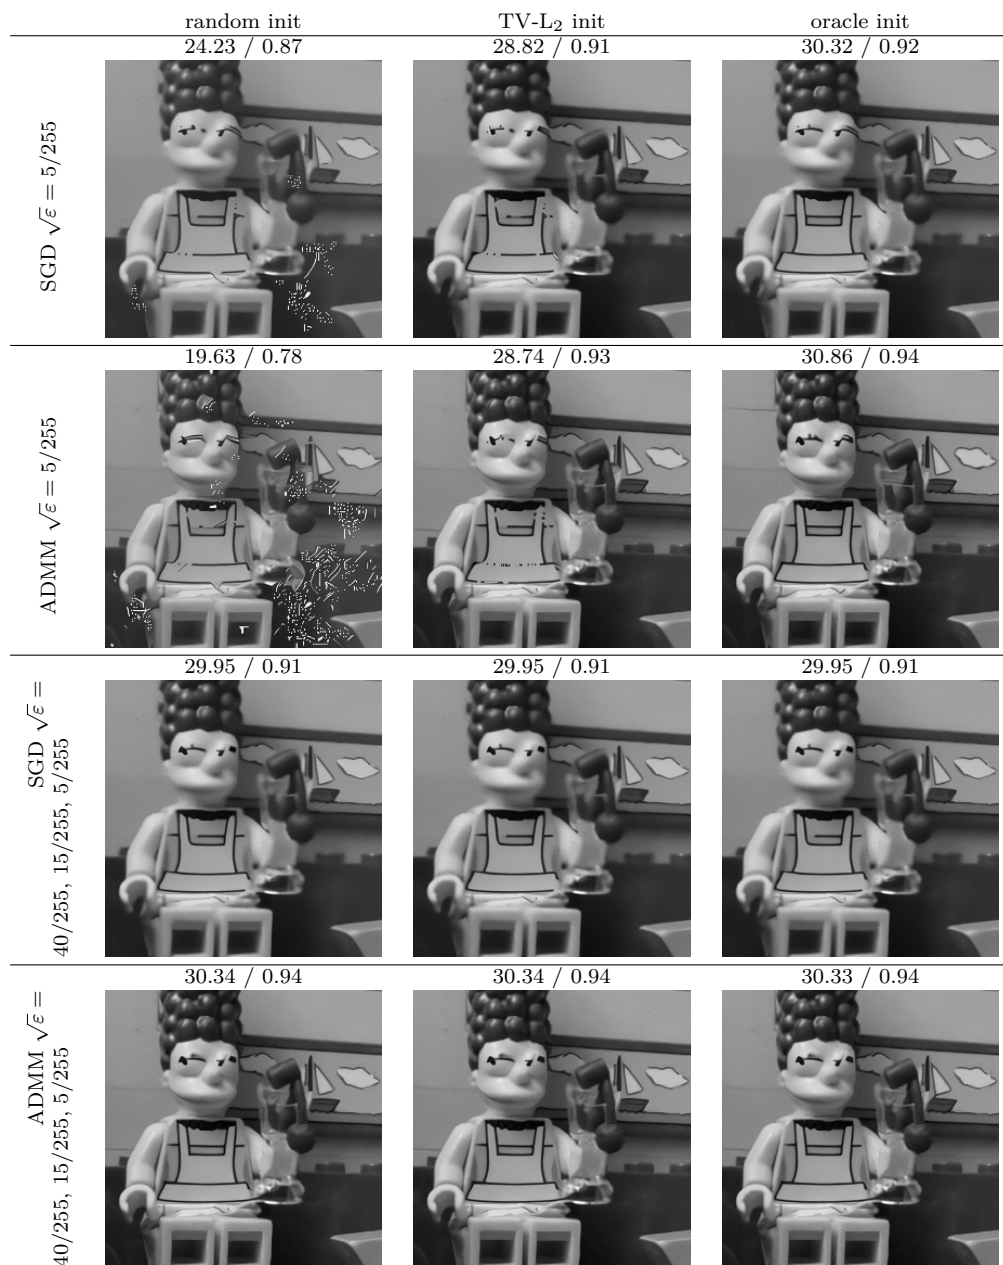 random init TV-L₂ init oracle init
24.23 / 0.87 28.82 / 0.91 30.32 / 0.92
SGD √ε = 5/255
19.63 / 0.78 28.74 / 0.93 30.86 / 0.94
ADMM √ε = 5/255
29.95 / 0.91 29.95 / 0.91 29.95 / 0.91
SGD √ε =
40/255, 15/255, 5/255
30.34 / 0.94 30.34 / 0.94 30.33 / 0.94
ADMM √ε =
40/255, 15/255, 5/255